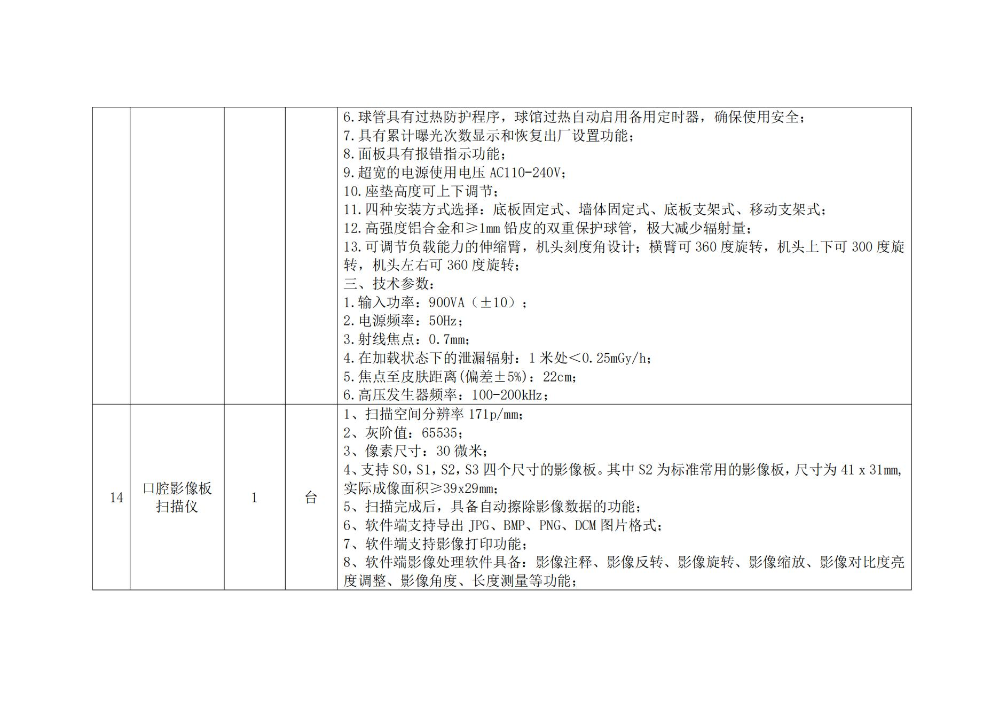 6.球管具有过热防护程序，球馆过热自动启用备用定时器，确保使用安全；
7.具有累计曝光次数显示和恢复出厂设置功能；
8.面板具有报错指示功能；
9.超宽的电源使用电压 AC110-240V；
10.座垫高度可上下调节；
11.四种安装方式选择：底板固定式、墙体固定式、底板支架式、移动支架式；
12.高强度铝合金和≥1mm 铅皮的双重保护球管，极大减少辐射量；
13.可调节负载能力的伸缩臂，机头刻度角设计；横臂可 360 度旋转，机头上下可 300 度旋
转，机头左右可 360 度旋转；
三、技术参数：
1.输入功率：900VA（±10）；
2.电源频率：50Hz；
3.射线焦点：0.7mm；
4.在加载状态下的泄漏辐射：1 米处＜0.25mGy/h；
5.焦点至皮肤距离(偏差±5%)：22cm；
6.高压发生器频率：100-200kHz；
14
口腔影像板
扫描仪
1
台
1、扫描空间分辨率 171p/mm；
2、灰阶值：65535；
3、像素尺寸：30 微米；
4、支持 S0，S1，S2，S3 四个尺寸的影像板。其中 S2 为标准常用的影像板，尺寸为 41 x 31mm,
实际成像面积≥39x29mm；
5、扫描完成后，具备自动擦除影像数据的功能；
6、软件端支持导出 JPG、BMP、PNG、DCM 图片格式；
7、软件端支持影像打印功能；
8、软件端影像处理软件具备：影像注释、影像反转、影像旋转、影像缩放、影像对比度亮
度调整、影像角度、长度测量等功能；